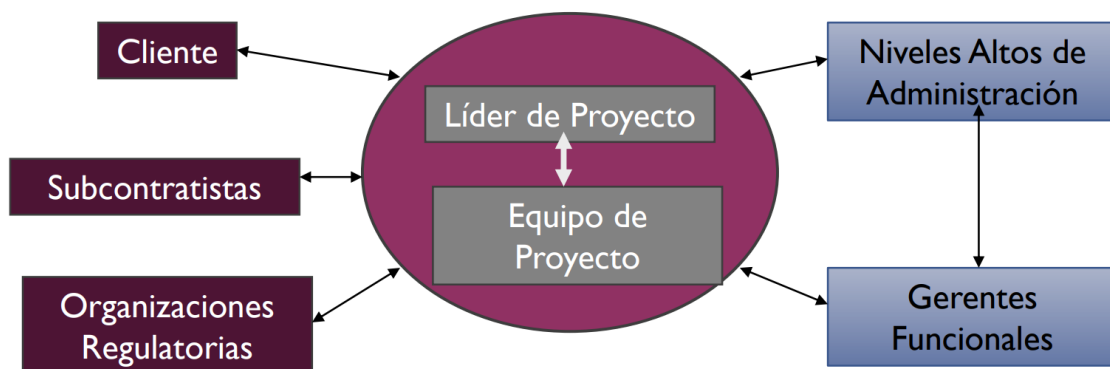 Cliente
Niveles Altos de
Administración
Líder de Proyecto
Subcontratistas
Equipo de
Proyecto
Organizaciones
Regulatorias
Gerentes
Funcionales